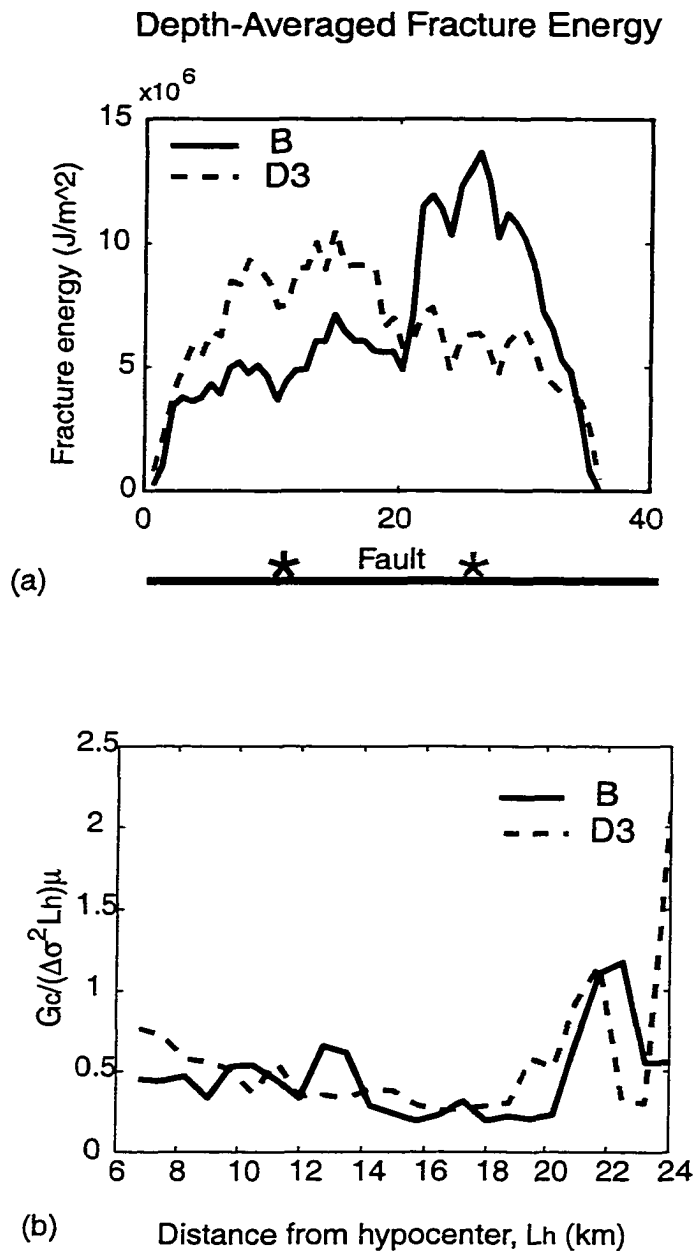 Depth-Averaged Fracture Energy
x10^6
15
B
D3
10
5
0
Fracture energy (J/m^2)
0 20 40
Fault
(a)
2.5
B
D3
2
1.5
1
0.5
0
Gc/(Δσ²Lh)μ
6 8 10 12 14 16 18 20 22 24
(b) Distance from hypocenter, Lh (km)